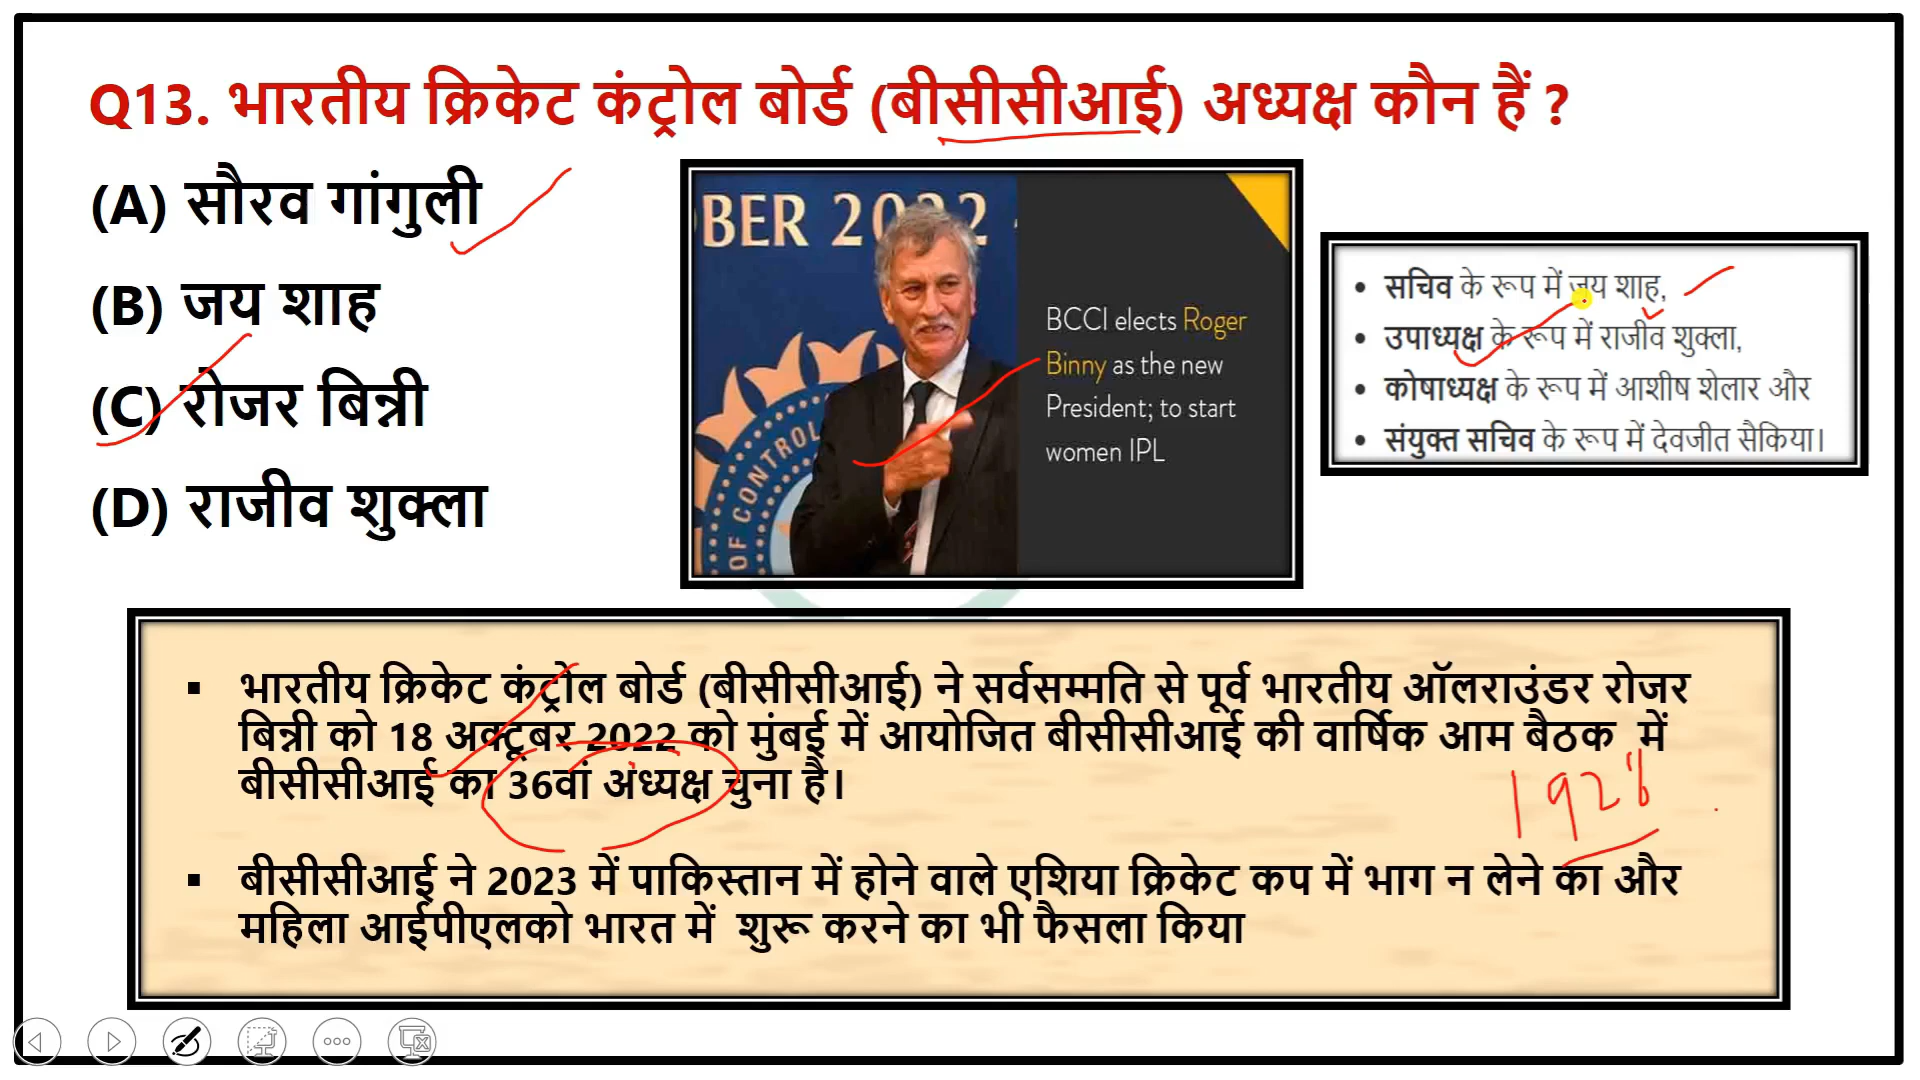 Q13. भारतीय क्रिकेट कंट्रोल बोर्ड (बीसीसीआई) अध्यक्ष कौन हैं ?
(A) सौरव गांगुली
(B) जय शाह
(C) रोजर बिन्नी
(D) राजीव शुक्ला
BER 2022
OF CONTROL
BCCI elects Roger
Binny as the new
President; to start
women IPL
• सचिव के रूप में जय शाह,
• उपाध्यक्ष के रूप में राजीव शुक्ला,
• कोषाध्यक्ष के रूप में आशीष शेलार और
• संयुक्त सचिव के रूप में देवजीत सैकिया।
▪ भारतीय क्रिकेट कंट्रोल बोर्ड (बीसीसीआई) ने सर्वसम्मति से पूर्व भारतीय ऑलराउंडर रोजर
बिन्नी को 18 अक्टूबर 2022 को मुंबई में आयोजित बीसीसीआई की वार्षिक आम बैठक में
बीसीसीआई का 36वां अध्यक्ष चुना है।
1928
▪ बीसीसीआई ने 2023 में पाकिस्तान में होने वाले एशिया क्रिकेट कप में भाग न लेने का और
महिला आईपीएलको भारत में शुरू करने का भी फैसला किया